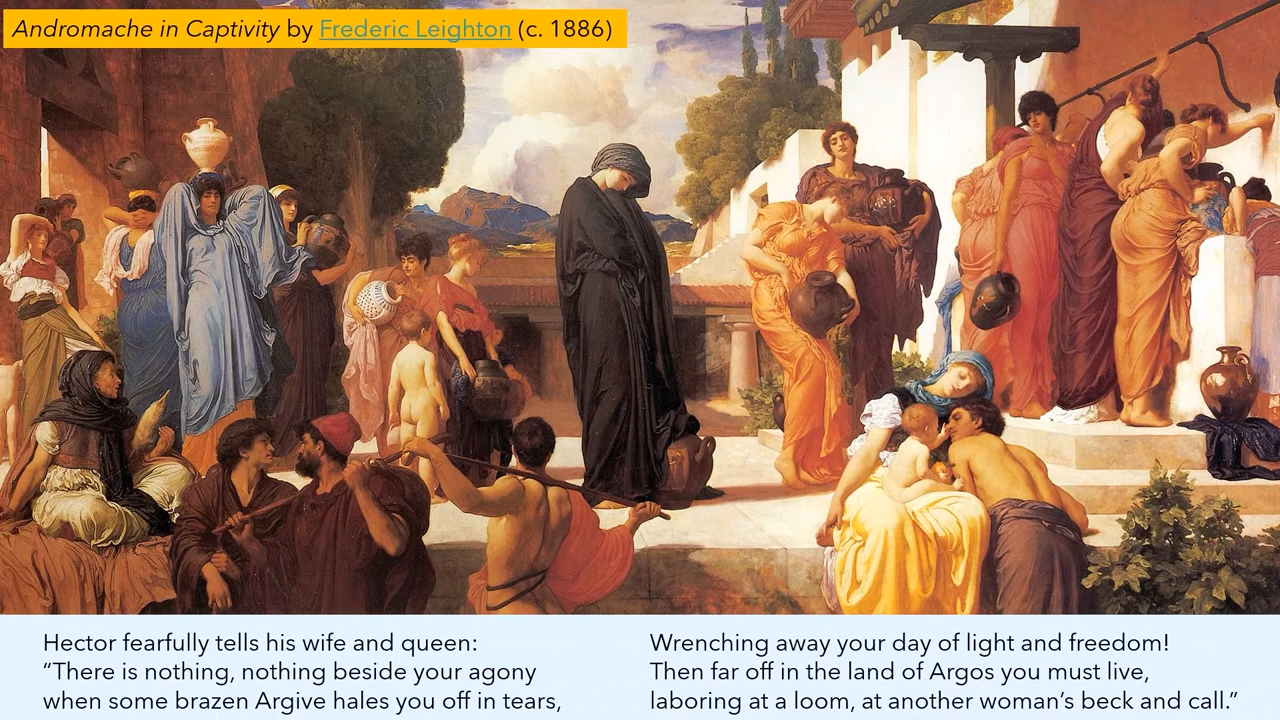 Andromache in Captivity by Frederic Leighton (c. 1886)
Hector fearfully tells his wife and queen:
“There is nothing, nothing beside your agony
when some brazen Argive hales you off in tears,
Wrenching away your day of light and freedom!
Then far off in the land of Argos you must live,
laboring at a loom, at another woman’s beck and call.”